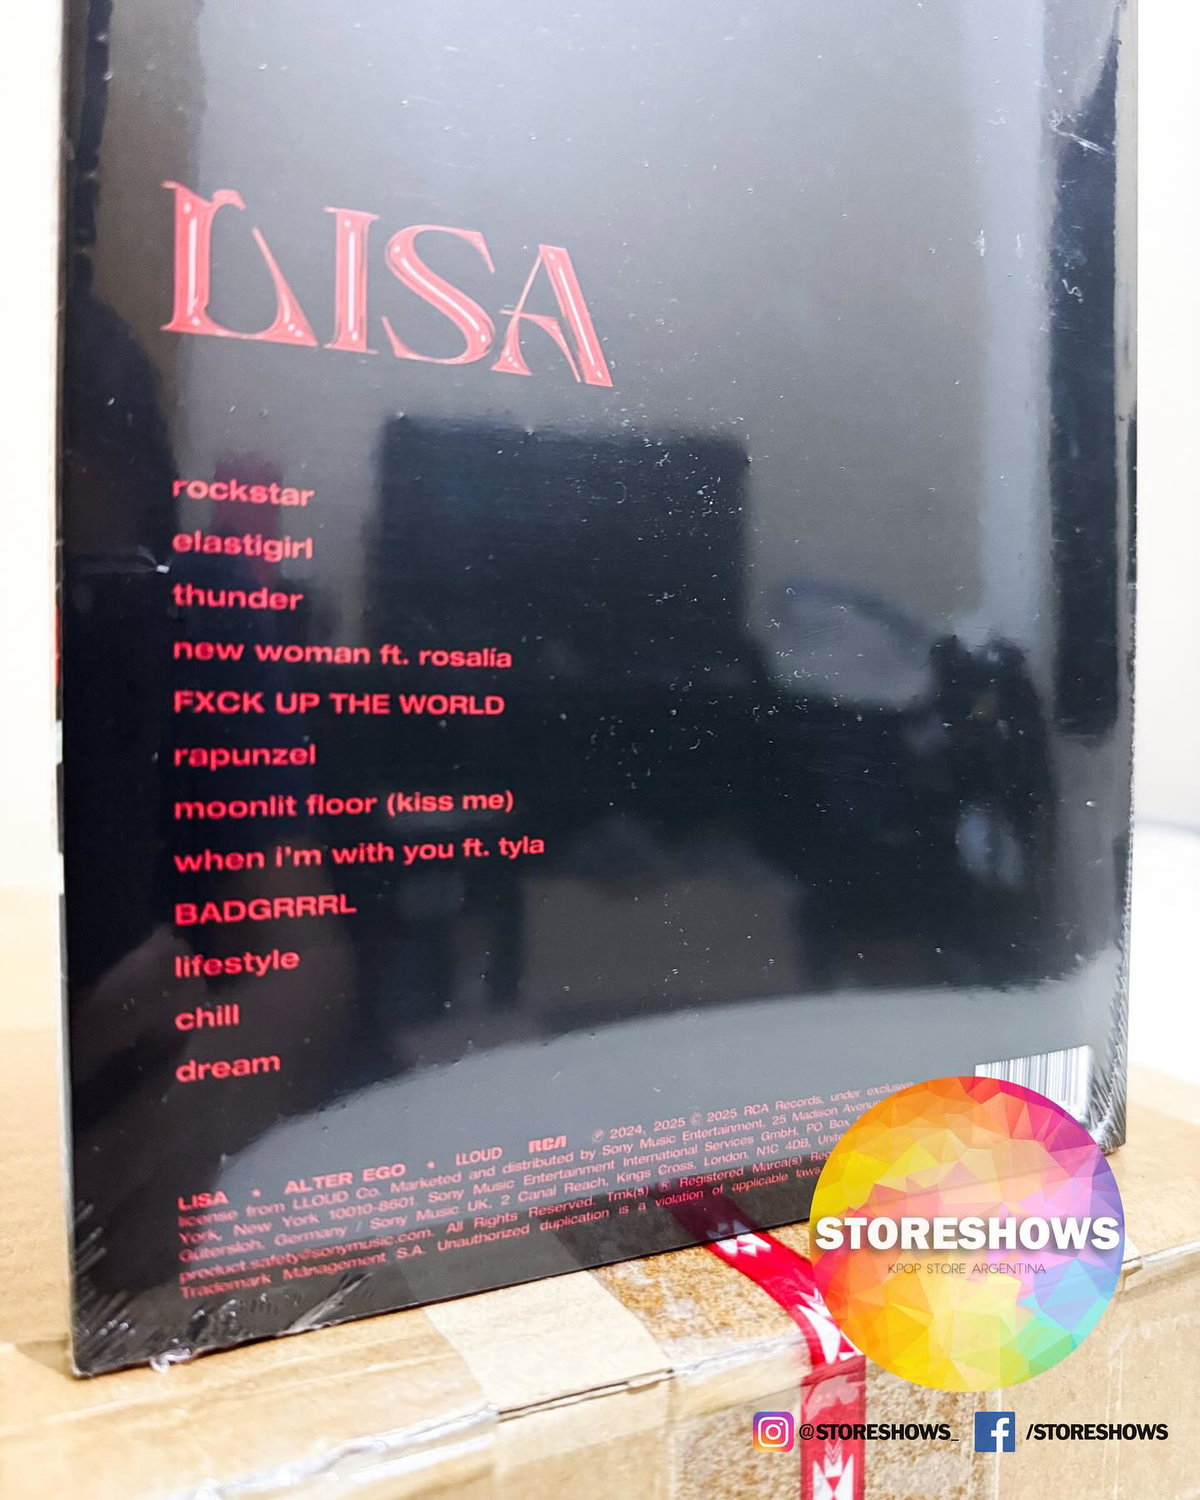 LISA
rockstar
elastigirl
thunder
new woman ft. rosalía
FXCK UP THE WORLD
rapunzel
moonlit floor (kiss me)
when i'm with you ft. tyla
BADGRRRL
lifestyle
chill
dream
LISA * ALTER EGO * LLOUD RCA ℗ 2024, 2025 © 2025 RCA Records, under exclusive
license from LLOUD Co. Marketed and distributed by Sony Music Entertainment, 25 Madison Avenue
York, New York 10010-8601. Sony Music Entertainment International Services GmbH, PO Box
Gütersloh, Germany / Sony Music UK, 2 Canal Reach, Kings Cross, London, N1C 4DB,
product.safety@sonymusic.com. All Rights Reserved. Tmk(s) ® Registered Marca(s)
Trademark Management S.A. Unauthorized duplication is a violation of applicable laws
STORESHOWS
KPOP STORE ARGENTINA
@STORESHOWS_ /STORESHOWS